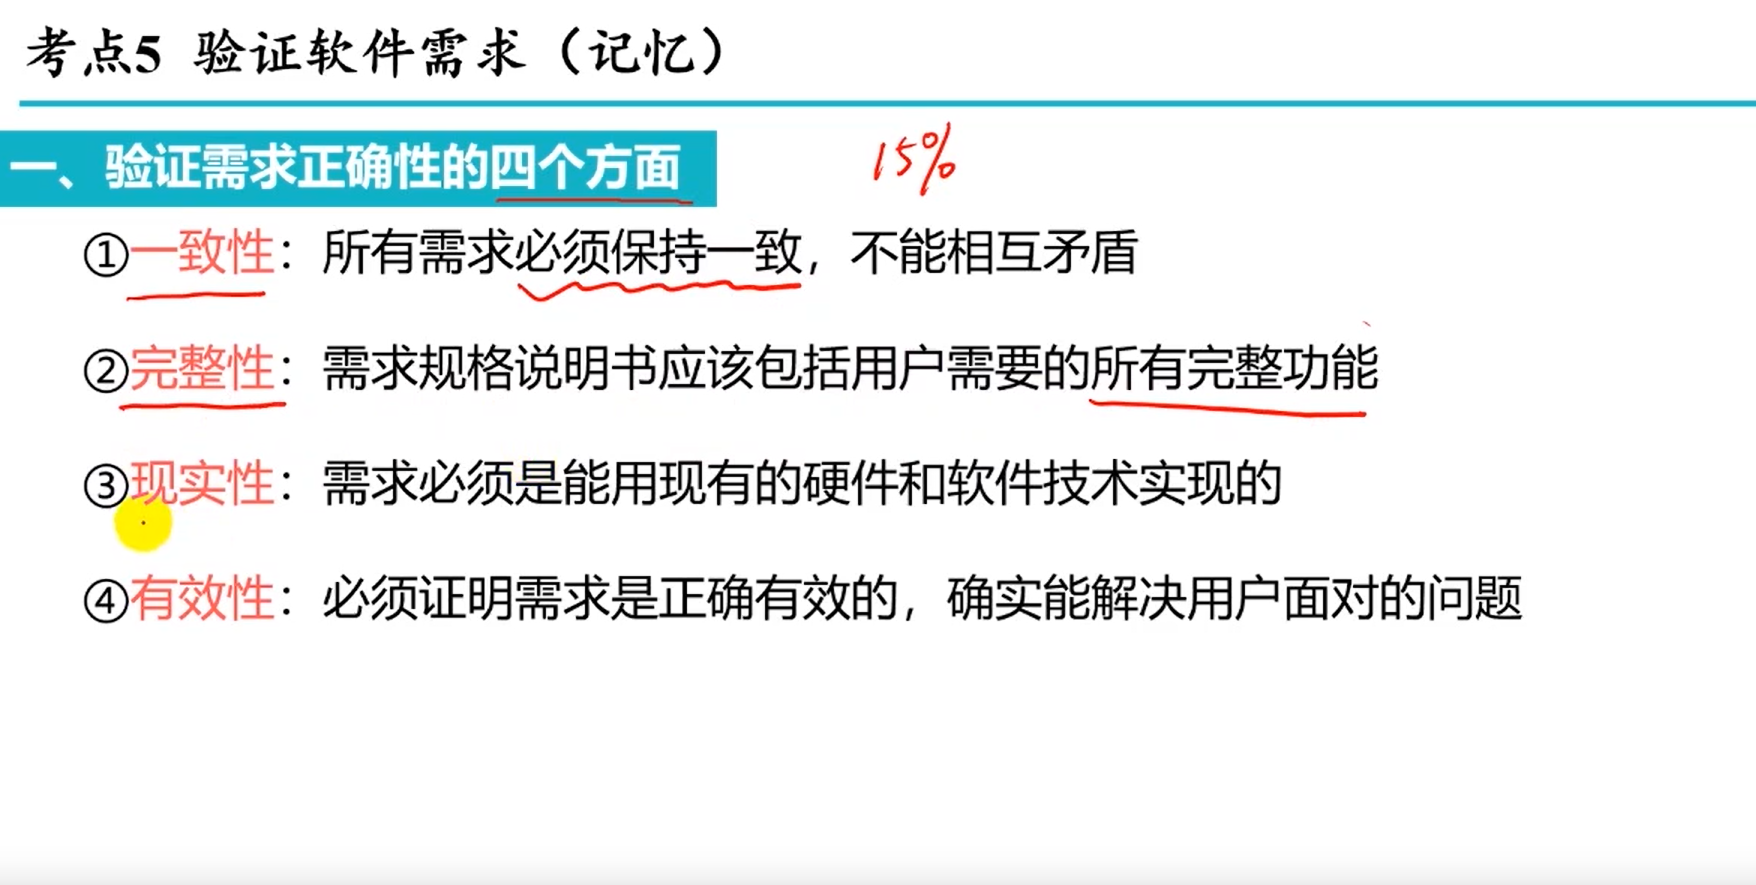 考点5 验证软件需求（记忆）
一、验证需求正确性的四个方面
15%
①一致性：所有需求必须保持一致，不能相互矛盾
②完整性：需求规格说明书应该包括用户需要的所有完整功能
③现实性：需求必须是能用现有的硬件和软件技术实现的
④有效性：必须证明需求是正确有效的，确实能解决用户面对的问题